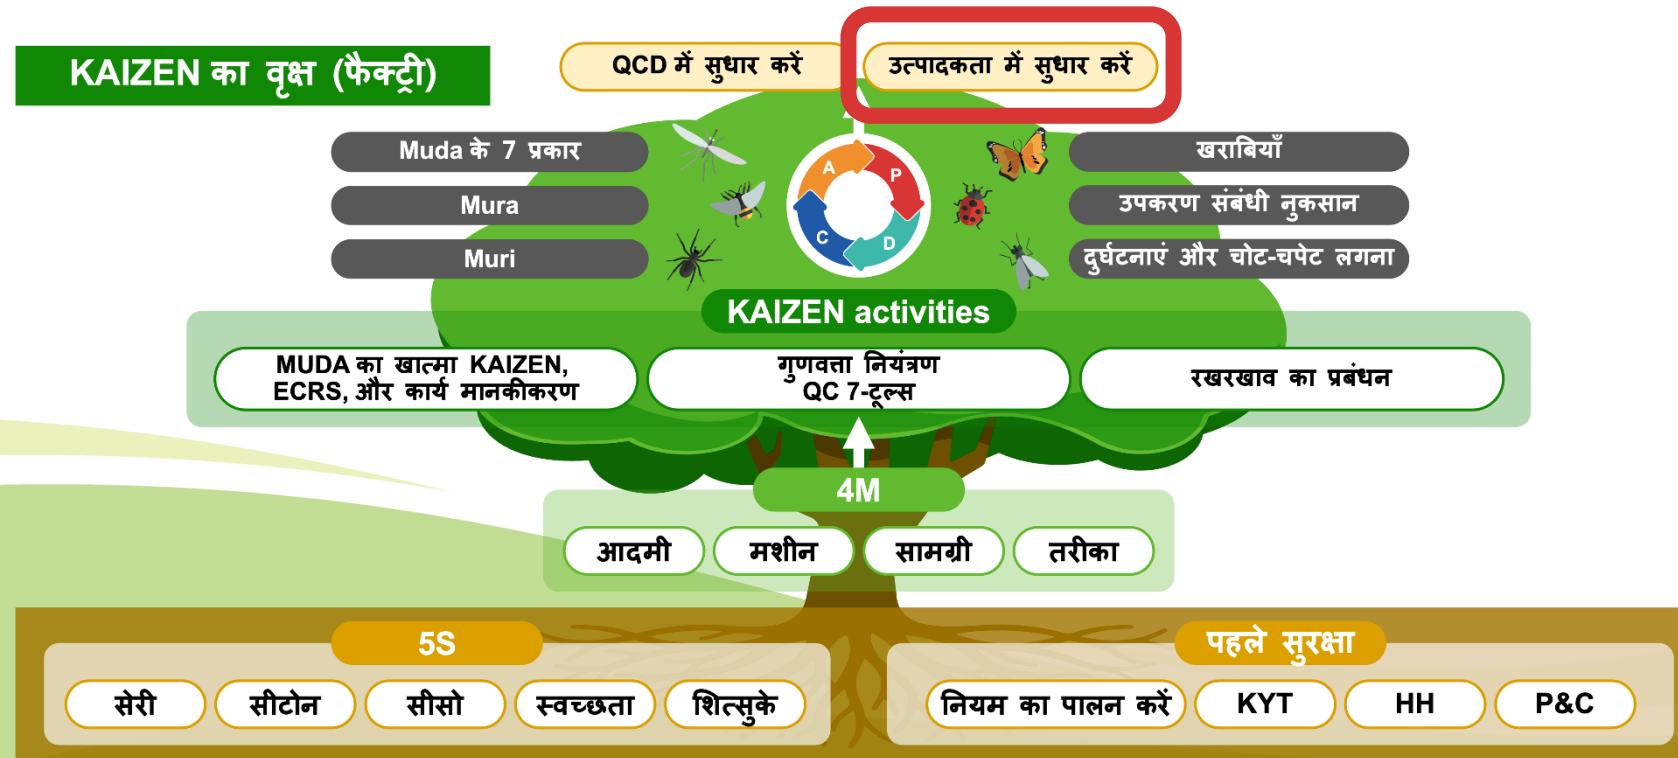 KAIZEN का वृक्ष (फैक्ट्री)
QCD में सुधार करें
उत्पादकता में सुधार करें
Muda के 7 प्रकार
Mura
Muri
A
P
C
D
खराबियाँ
उपकरण संबंधी नुकसान
दुर्घटनाएं और चोट-चपेट लगना
KAIZEN activities
MUDA का खात्मा KAIZEN,
ECRS, और कार्य मानकीकरण
गुणवत्ता नियंत्रण
QC 7-टूल्स
रखरखाव का प्रबंधन
4M
आदमी
मशीन
सामग्री
तरीका
5S
सेरी
सीटोन
सीसो
स्वच्छता
शित्सुके
पहले सुरक्षा
नियम का पालन करें
KYT
HH
P&C